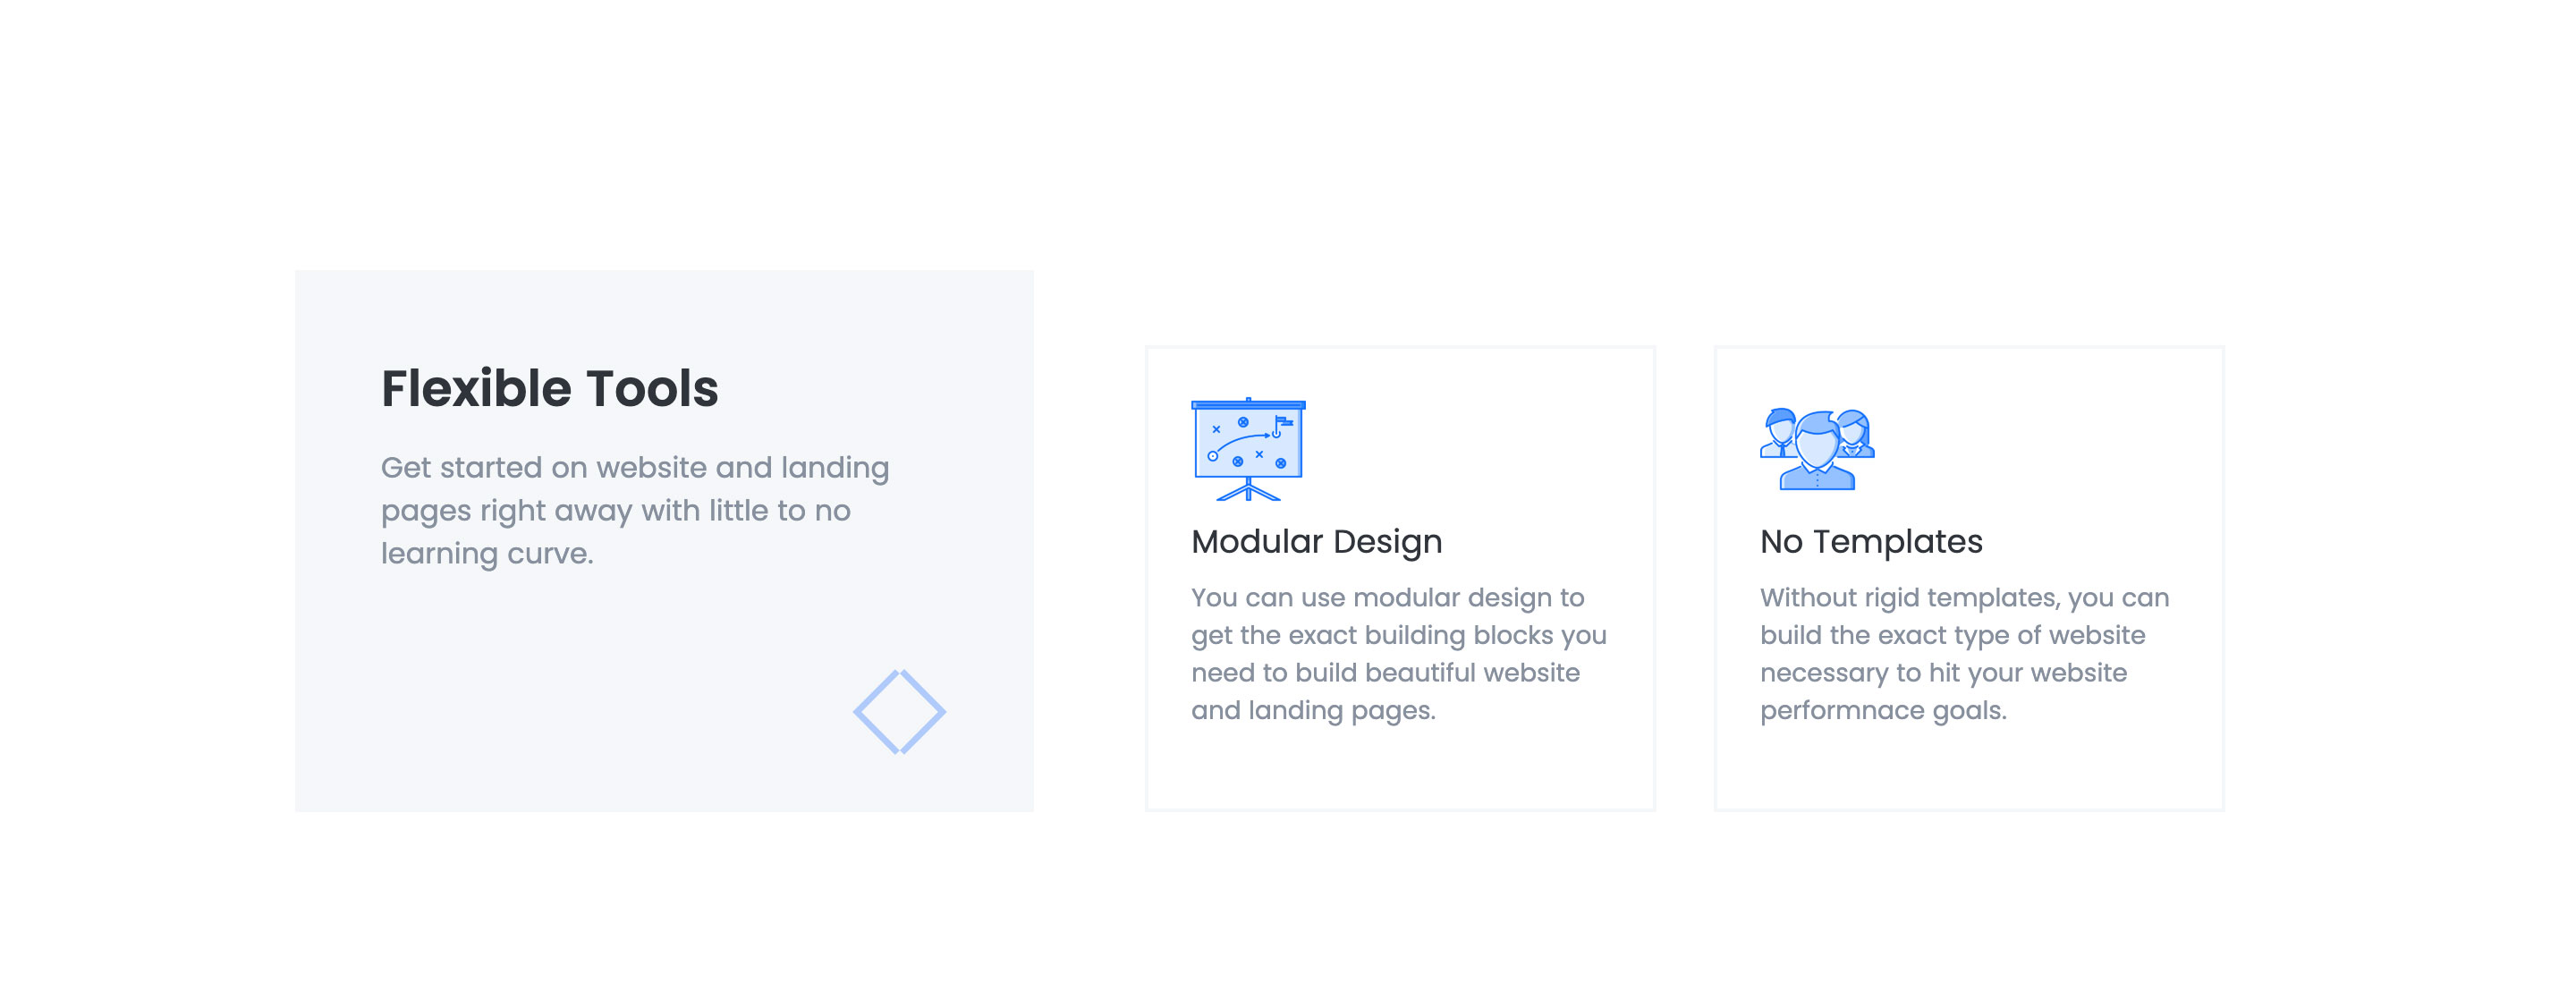 Flexible Tools
Get started on website and landing
pages right away with little to no
learning curve.
Modular Design
You can use modular design to
get the exact building blocks you
need to build beautiful website
and landing pages.
No Templates
Without rigid templates, you can
build the exact type of website
necessary to hit your website
performnace goals.